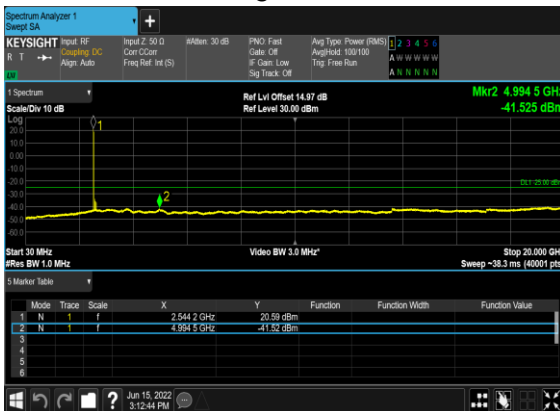 Spectrum Analyzer 1
Swept SA
KEYSIGHT
R T
LV
Input: RF
Coupling: DC
Align: Auto
Input Z: 50 Ω
Corr CCorr
Freq Ref: Int (S)
#Atten: 30 dB
PNO: Fast
Gate: Off
IF Gain: Low
Sig Track: Off
Avg Type: Power (RMS)
Avg|Hold: 100/100
Trig: Free Run
1 2 3 4 5 6
A W W W W W
A N N N N N
1 Spectrum
Scale/Div 10 dB
Ref Lvl Offset 14.97 dB
Ref Level 30.00 dBm
Mkr2 4.994 5 GHz
-41.525 dBm
Log
20.0
10.0
0.00
-10.0
-20.0
-30.0
-40.0
-50.0
-60.0
1
2
DL1 -25.00 dBm
Start 30 MHz
#Res BW 1.0 MHz
Video BW 3.0 MHz*
Stop 20.000 GH
Sweep ~38.3 ms (40001 pts
5 Marker Table
Mode Trace Scale X Y Function Function Width Function Value
1 N 1 f 2.544 2 GHz 20.59 dBm
2 N 1 f 4.994 5 GHz -41.52 dBm
3
4
5
6
?
Jun 15, 2022
3:12:44 PM